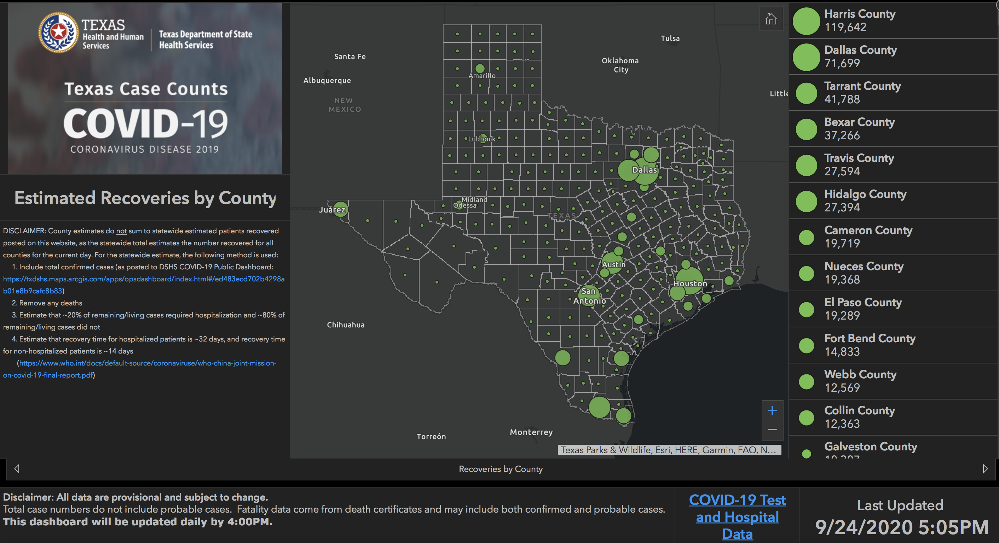 TEXAS
Health and Human
Services
Texas Department of State
Health Services
Texas Case Counts
COVID-19
CORONAVIRUS DISEASE 2019
Estimated Recoveries by County
DISCLAIMER: County estimates do not sum to statewide estimated patients recovered
posted on this website, as the statewide total estimates the number recovered for all
counties for the current day. For the statewide estimate, the following method is used:
1. Include total confirmed cases (as posted to DSHS COVID-19 Public Dashboard:
https://txdshs.maps.arcgis.com/apps/opsdashboard/index.html#/ed483ecd702b4298a
b01e8b9cafc8b83)
2. Remove any deaths
3. Estimate that ~20% of remaining/living cases required hospitalization and ~80% of
remaining/living cases did not
4. Estimate that recovery time for hospitalized patients is ~32 days, and recovery time
for non-hospitalized patients is ~14 days
(https://www.who.int/docs/default-source/coronaviruse/who-china-joint-mission-
on-covid-19-final-report.pdf)
Tulsa
Santa Fe
Oklahoma
City
Albuquerque
Amarillo
Little
NEW
MEXICO
Lubbock
Dallas
Midland
Odessa
Juárez
TEXAS
Austin
Houston
San
Antonio
Chihuahua
Monterrey
Torreón
+
−
Texas Parks & Wildlife, Esri, HERE, Garmin, FAO, N...
Harris County
119,642
Dallas County
71,699
Tarrant County
41,788
Bexar County
37,266
Travis County
27,594
Hidalgo County
27,394
Cameron County
19,719
Nueces County
19,368
El Paso County
19,289
Fort Bend County
14,833
Webb County
12,569
Collin County
12,363
Galveston County
Recoveries by County
Disclaimer: All data are provisional and subject to change.
Total case numbers do not include probable cases.  Fatality data come from death certificates and may include both confirmed and probable cases.
This dashboard will be updated daily by 4:00PM.
COVID-19 Test
and Hospital
Data
Last Updated
9/24/2020 5:05PM